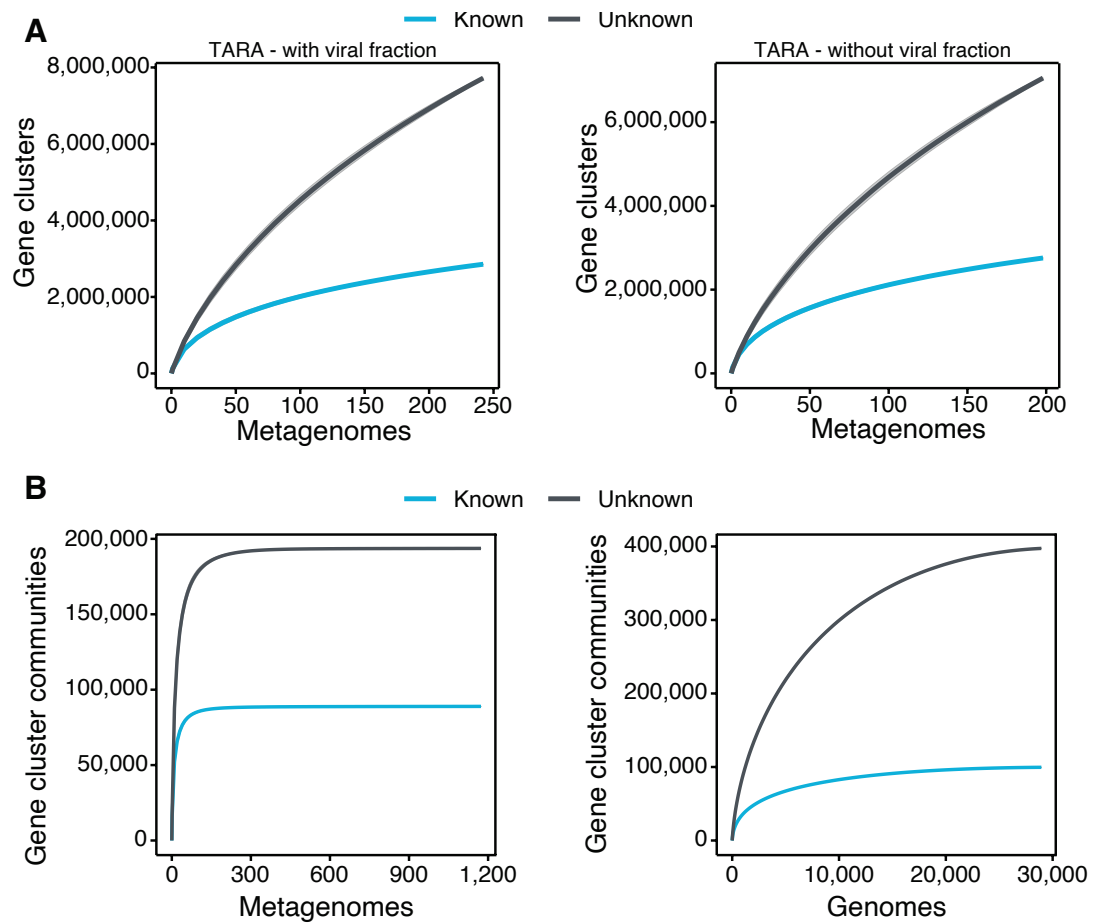 A
Known Unknown
TARA - with viral fraction
8,000,000
6,000,000
4,000,000
2,000,000
0
Gene clusters
0 50 100 150 200 250
Metagenomes
TARA - without viral fraction
6,000,000
4,000,000
2,000,000
0
Gene clusters
0 50 100 150 200
Metagenomes
B
Known Unknown
200,000
150,000
100,000
50,000
0
Gene cluster communities
0 300 600 900 1,200
Metagenomes
400,000
300,000
200,000
100,000
0
Gene cluster communities
0 10,000 20,000 30,000
Genomes